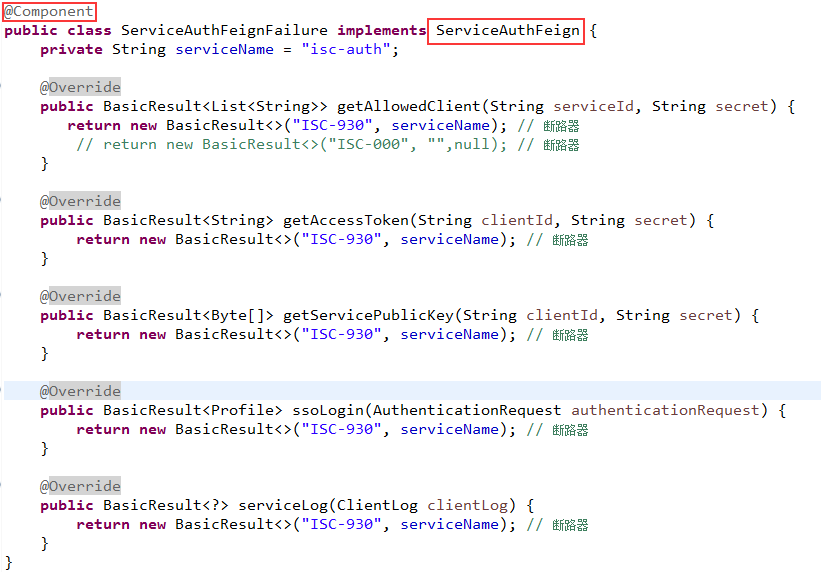 @Component
public class ServiceAuthFeignFailure implements ServiceAuthFeign {
    private String serviceName = "isc-auth";

    @Override
    public BasicResult<List<String>> getAllowedClient(String serviceId, String secret) {
       return new BasicResult<>("ISC-930", serviceName); // 断路器
        // return new BasicResult<>("ISC-000", "",null); // 断路器
    }

    @Override
    public BasicResult<String> getAccessToken(String clientId, String secret) {
        return new BasicResult<>("ISC-930", serviceName); // 断路器
    }

    @Override
    public BasicResult<Byte[]> getServicePublicKey(String clientId, String secret) {
        return new BasicResult<>("ISC-930", serviceName); // 断路器
    }

    @Override
    public BasicResult<Profile> ssoLogin(AuthenticationRequest authenticationRequest) {
        return new BasicResult<>("ISC-930", serviceName); // 断路器
    }

    @Override
    public BasicResult<?> serviceLog(ClientLog clientLog) {
        return new BasicResult<>("ISC-930", serviceName); // 断路器
    }
}